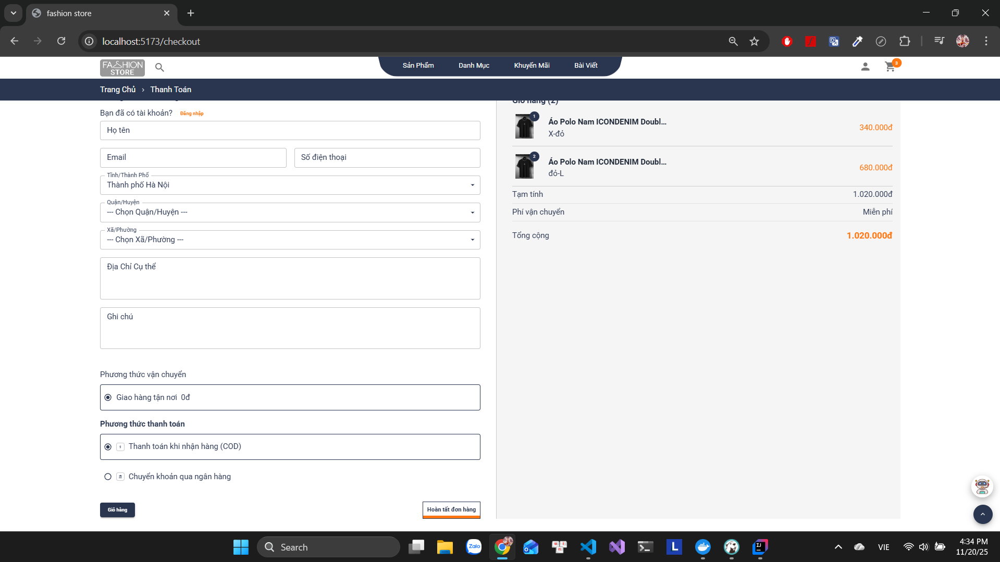 fashion store
localhost:5173/checkout
FASHION
STORE
Sản Phẩm
Danh Mục
Khuyến Mãi
Bài Viết
3
Trang Chủ › Thanh Toán
Bạn đã có tài khoản? Đăng nhập
Họ tên
Email
Số điện thoại
Tỉnh/Thành Phố
Thành phố Hà Nội
Quận/Huyện
--- Chọn Quận/Huyện ---
Xã/Phường
--- Chọn Xã/Phường ---
Địa Chỉ Cụ thể
Ghi chú
Phương thức vận chuyển
Giao hàng tận nơi 0đ
Phương thức thanh toán
Thanh toán khi nhận hàng (COD)
Chuyển khoản qua ngân hàng
Giỏ hàng
Hoàn tất đơn hàng
Giỏ hàng (2)
1
Áo Polo Nam ICONDENIM Doubl...
X-đỏ
340.000đ
2
Áo Polo Nam ICONDENIM Doubl...
đỏ-L
680.000đ
Tạm tính 1.020.000đ
Phí vận chuyển Miễn phí
Tổng cộng 1.020.000đ
Search
Zalo
L
IJ
VIE
4:34 PM
11/20/25